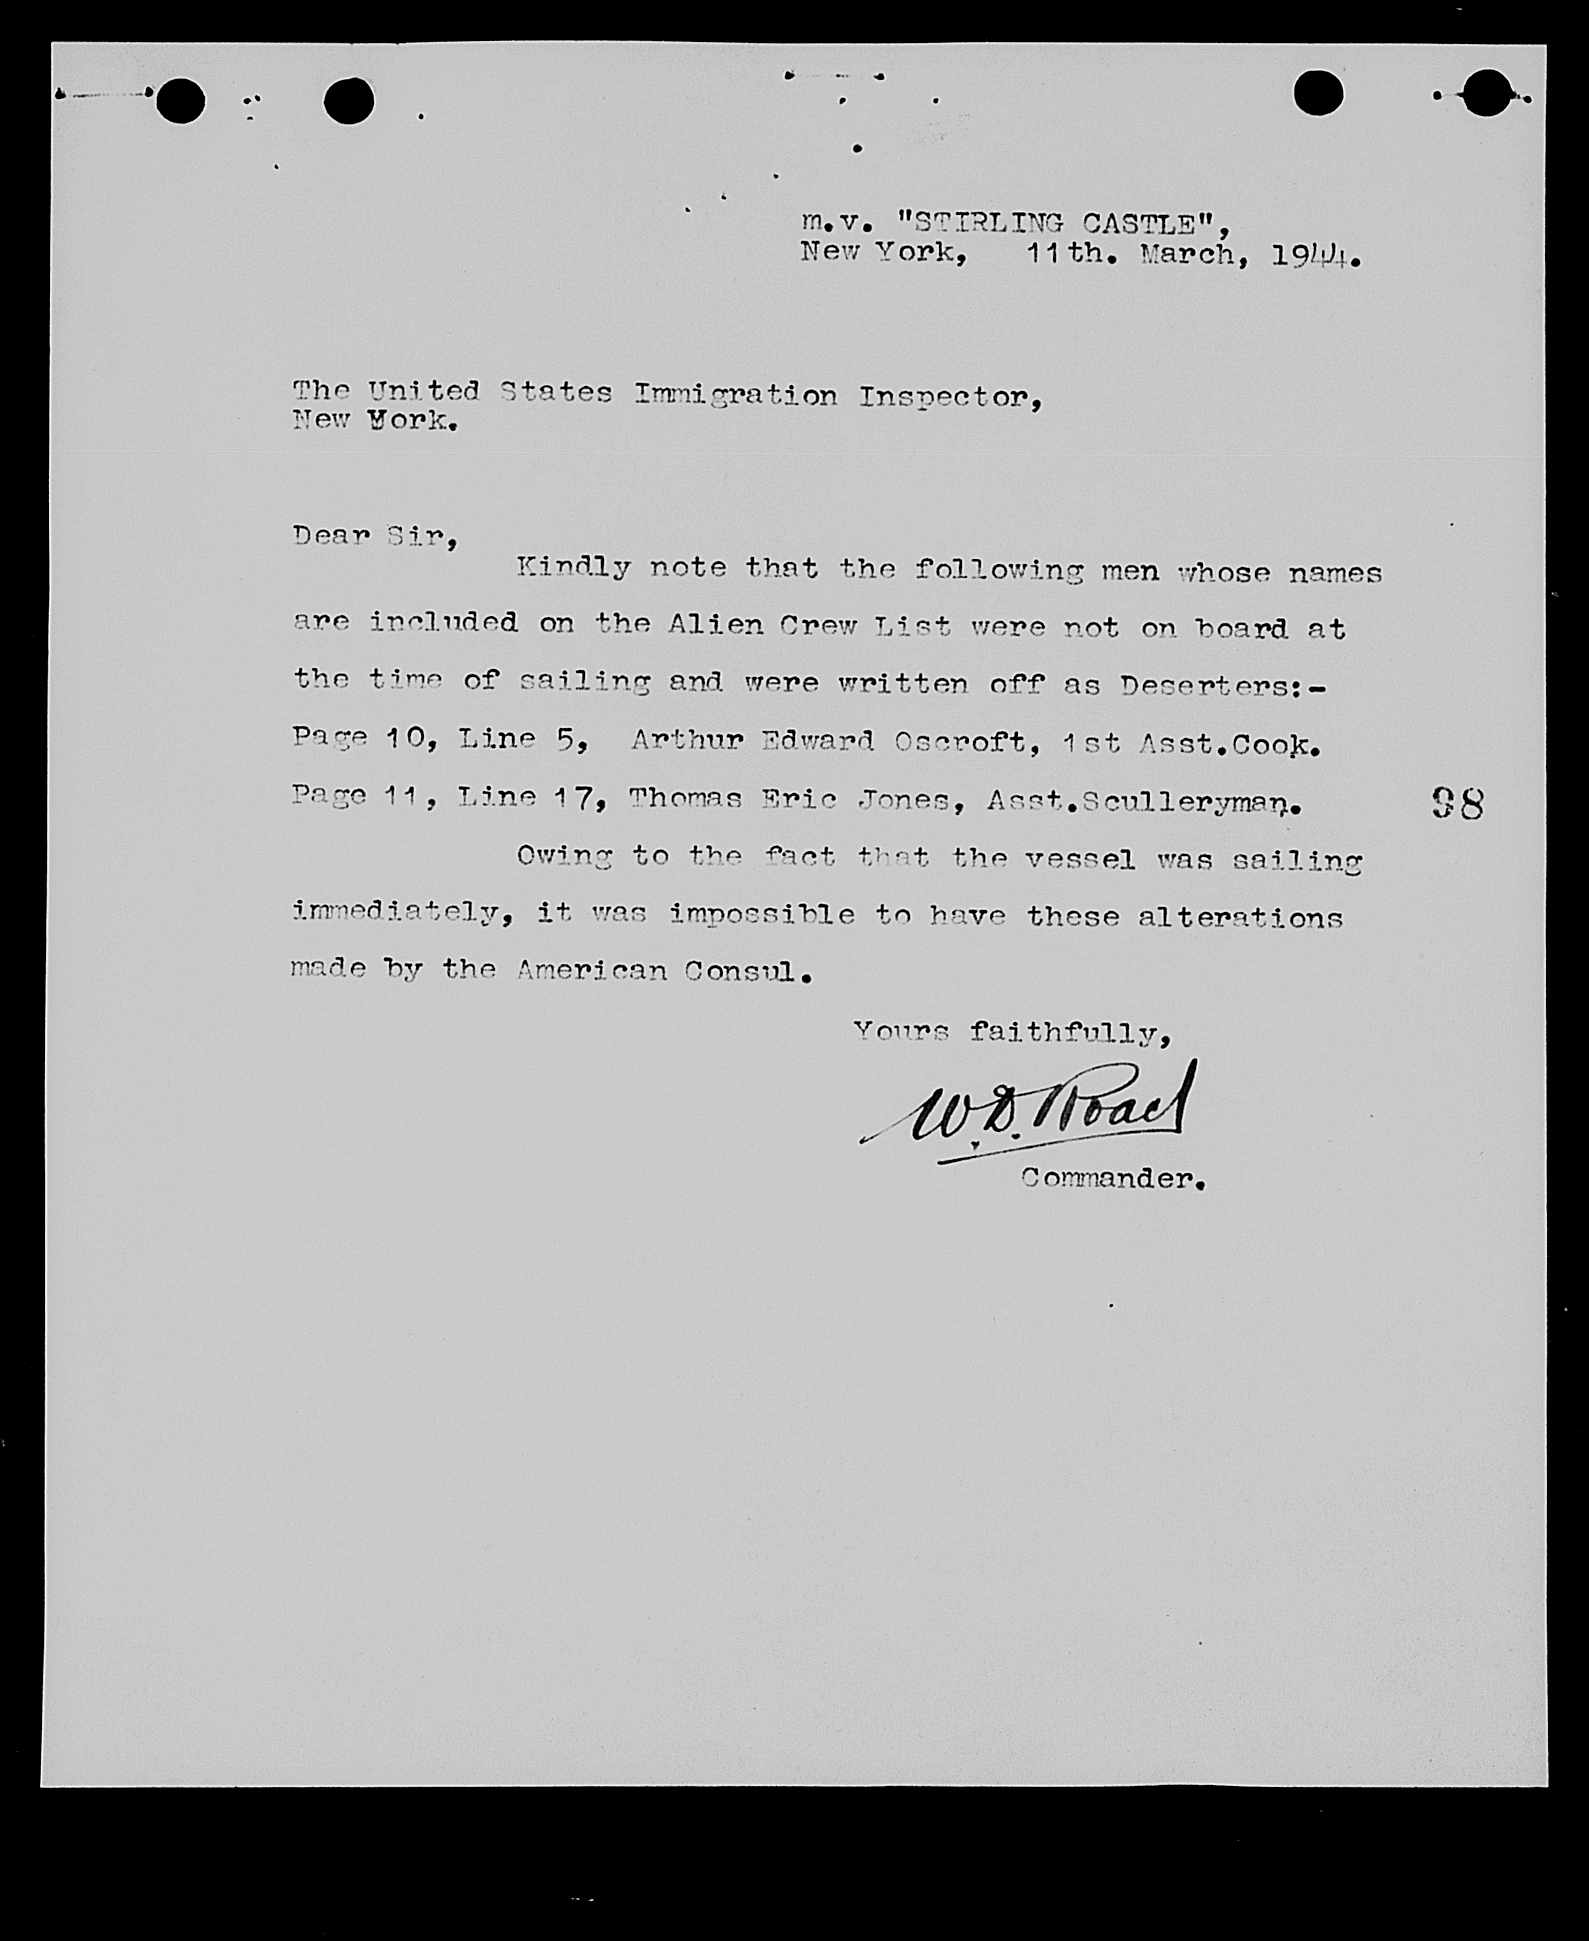 m.v. "STIRLING CASTLE",
New York, 11th. March, 1944.
The United States Immigration Inspector,
New York.
Dear Sir,
Kindly note that the following men whose names
are included on the Alien Crew List were not on board at
the time of sailing and were written off as Deserters:-
Page 10, Line 5, Arthur Edward Oscroft, 1st Asst.Cook.
Page 11, Line 17, Thomas Eric Jones, Asst.Sculleryman.
98
Owing to the fact that the vessel was sailing
immediately, it was impossible to have these alterations
made by the American Consul.
Yours faithfully,
W.D. Roach
Commander.